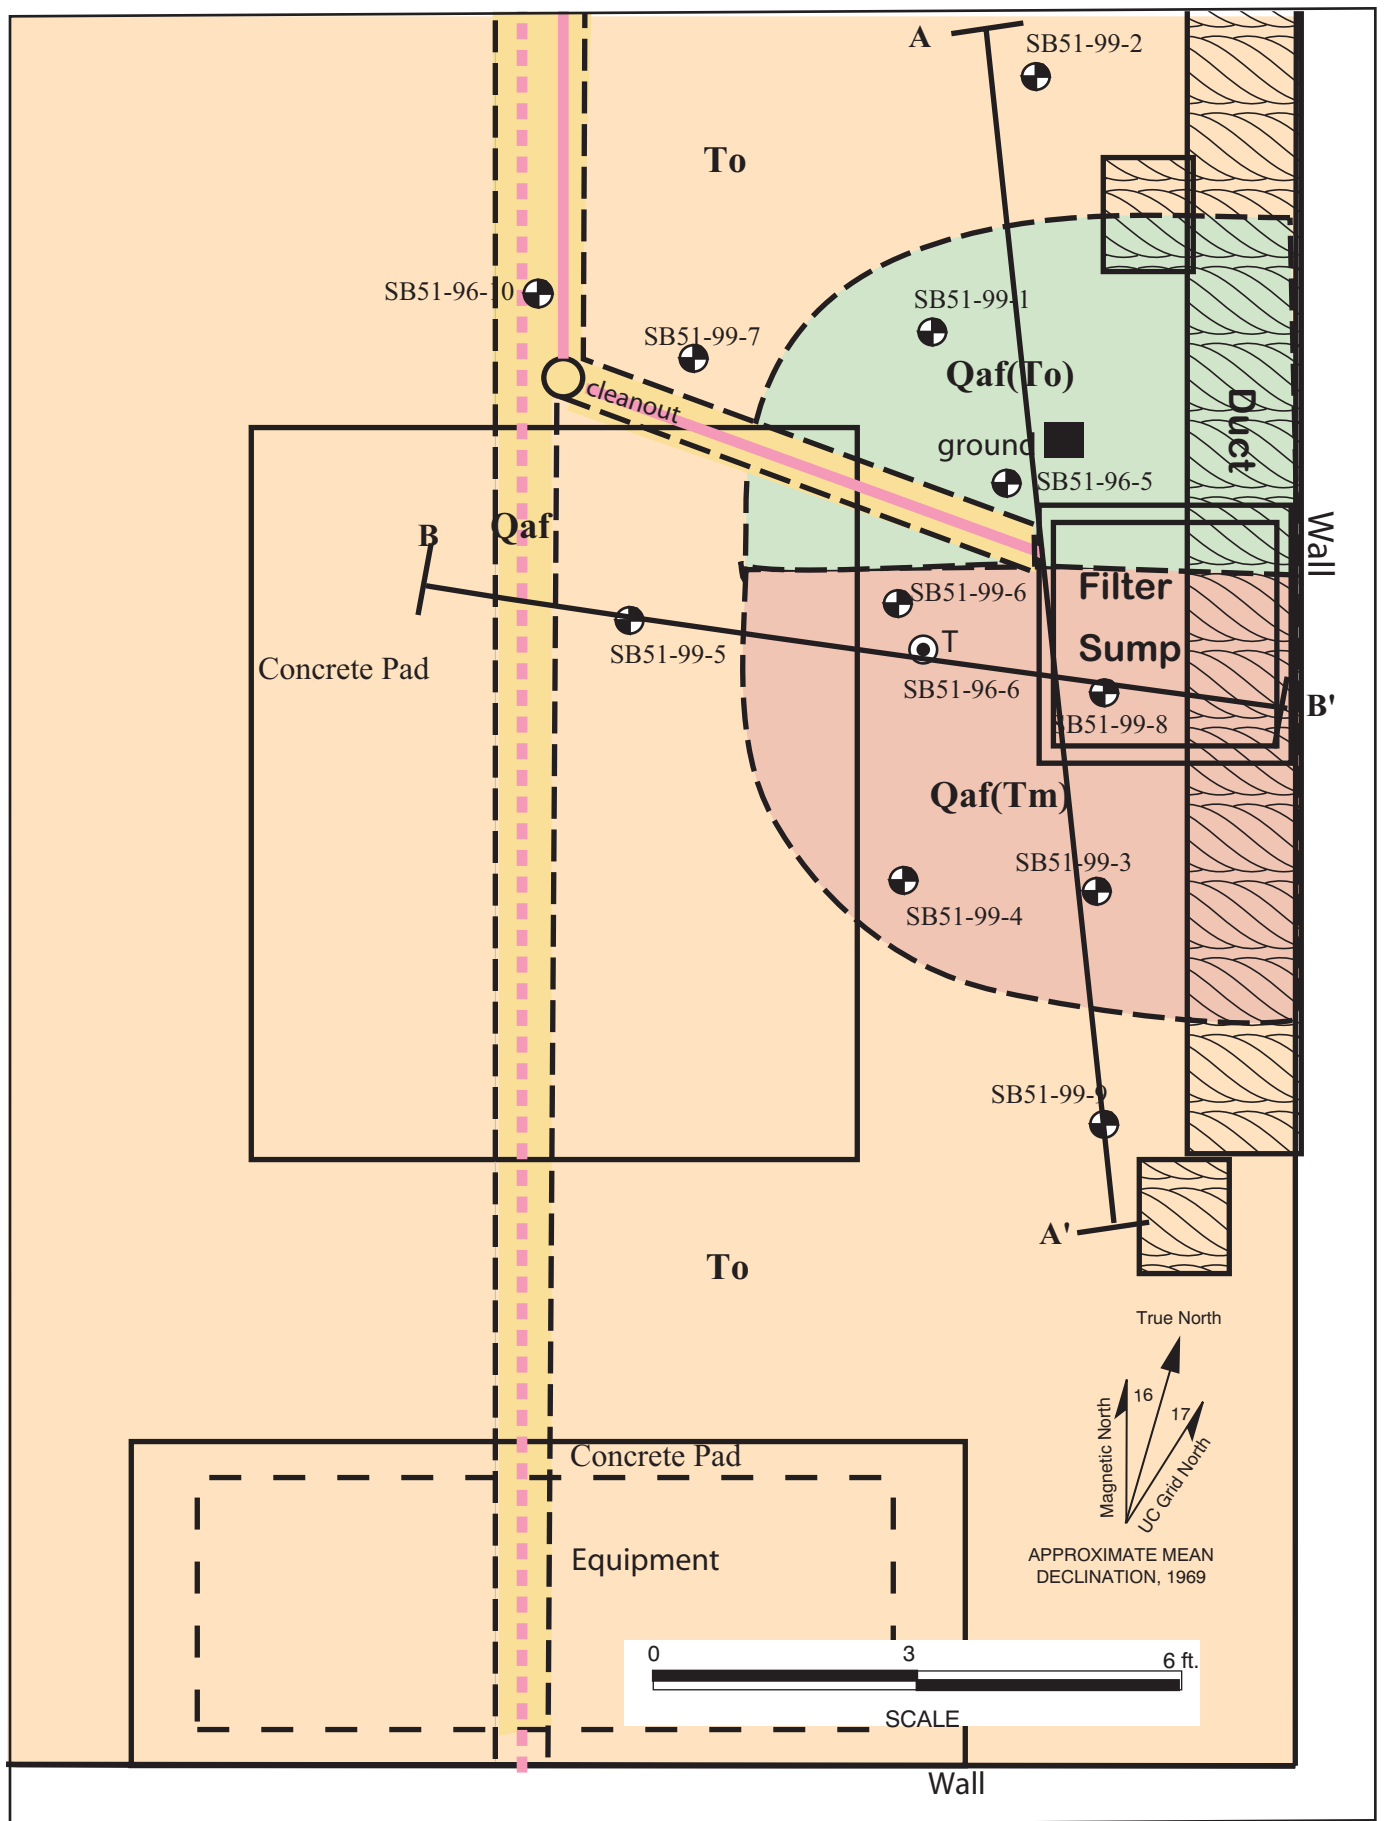 A
SB51-99-2
To
SB51-96-10
SB51-99-1
SB51-99-7
Qaf(To)
cleanout
Duct
ground
SB51-96-5
Qaf
B
Wall
Filter
Sump
SB51-99-6
T
SB51-99-5
Concrete Pad
SB51-96-6
B'
SB51-99-8
Qaf(Tm)
SB51-99-3
SB51-99-4
SB51-99-9
A'
To
True North
16
17
Magnetic North
UC Grid North
APPROXIMATE MEAN
DECLINATION, 1969
Concrete Pad
Equipment
0 3 6 ft.
SCALE
Wall